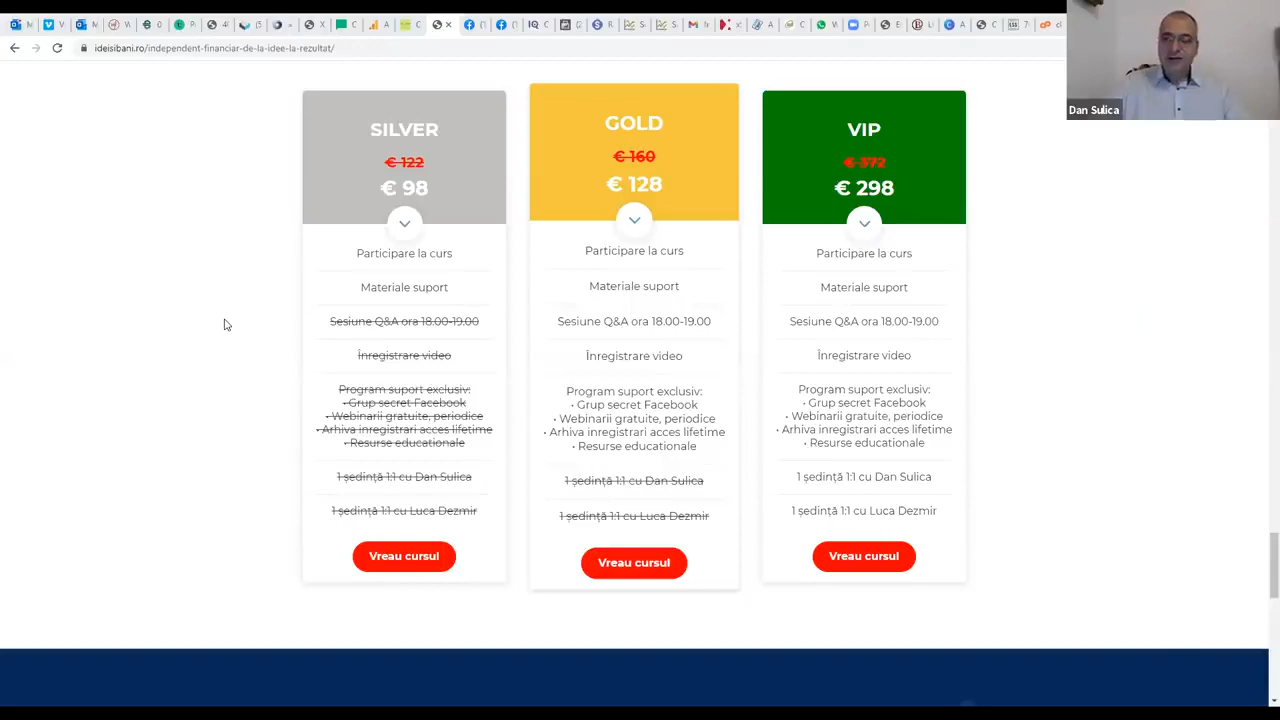 ideisibani.ro/independent-financiar-de-la-idee-la-rezultat/
Dan Sulica
SILVER
€ 122
€ 98
Participare la curs
Materiale suport
Sesiune Q&A ora 18.00-19.00
Înregistrare video
Program suport exclusiv:
• Grup secret Facebook
• Webinarii gratuite, periodice
• Arhiva inregistrari acces lifetime
• Resurse educationale
1 ședință 1:1 cu Dan Sulica
1 ședință 1:1 cu Luca Dezmir
Vreau cursul
GOLD
€ 160
€ 128
Participare la curs
Materiale suport
Sesiune Q&A ora 18.00-19.00
Înregistrare video
Program suport exclusiv:
• Grup secret Facebook
• Webinarii gratuite, periodice
• Arhiva inregistrari acces lifetime
• Resurse educationale
1 ședință 1:1 cu Dan Sulica
1 ședință 1:1 cu Luca Dezmir
Vreau cursul
VIP
€ 372
€ 298
Participare la curs
Materiale suport
Sesiune Q&A ora 18.00-19.00
Înregistrare video
Program suport exclusiv:
• Grup secret Facebook
• Webinarii gratuite, periodice
• Arhiva inregistrari acces lifetime
• Resurse educationale
1 ședință 1:1 cu Dan Sulica
1 ședință 1:1 cu Luca Dezmir
Vreau cursul